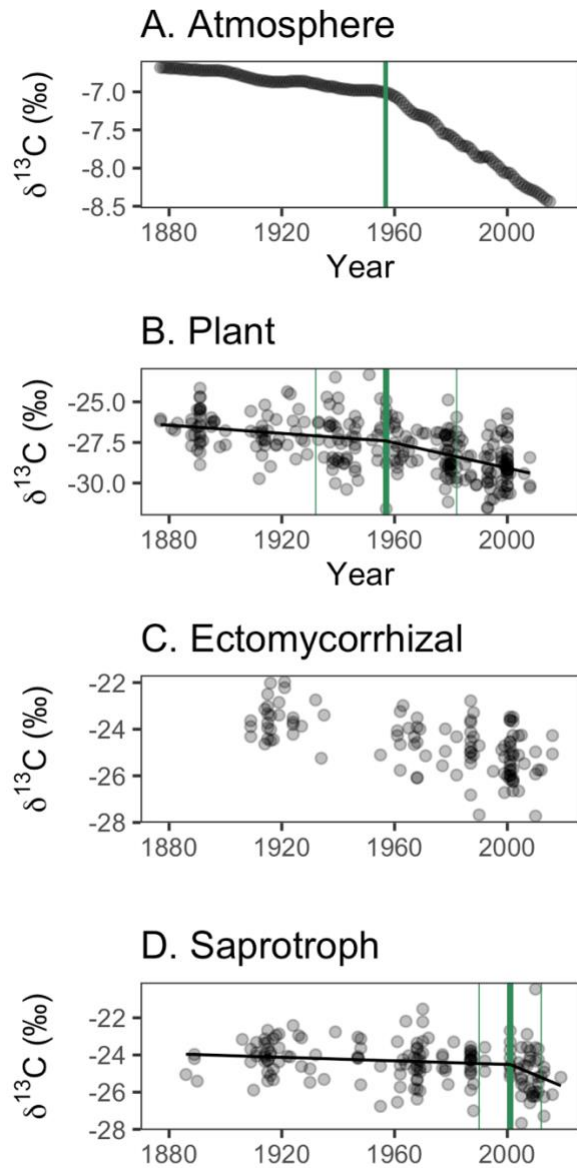 A. Atmosphere
δ¹³C (‰)
-7.0
-7.5
-8.0
-8.5
1880 1920 1960 2000
Year
B. Plant
δ¹³C (‰)
-25.0
-27.5
-30.0
1880 1920 1960 2000
Year
C. Ectomycorrhizal
δ¹³C (‰)
-22
-24
-26
-28
1880 1920 1960 2000
D. Saprotroph
δ¹³C (‰)
-22
-24
-26
-28
1880 1920 1960 2000